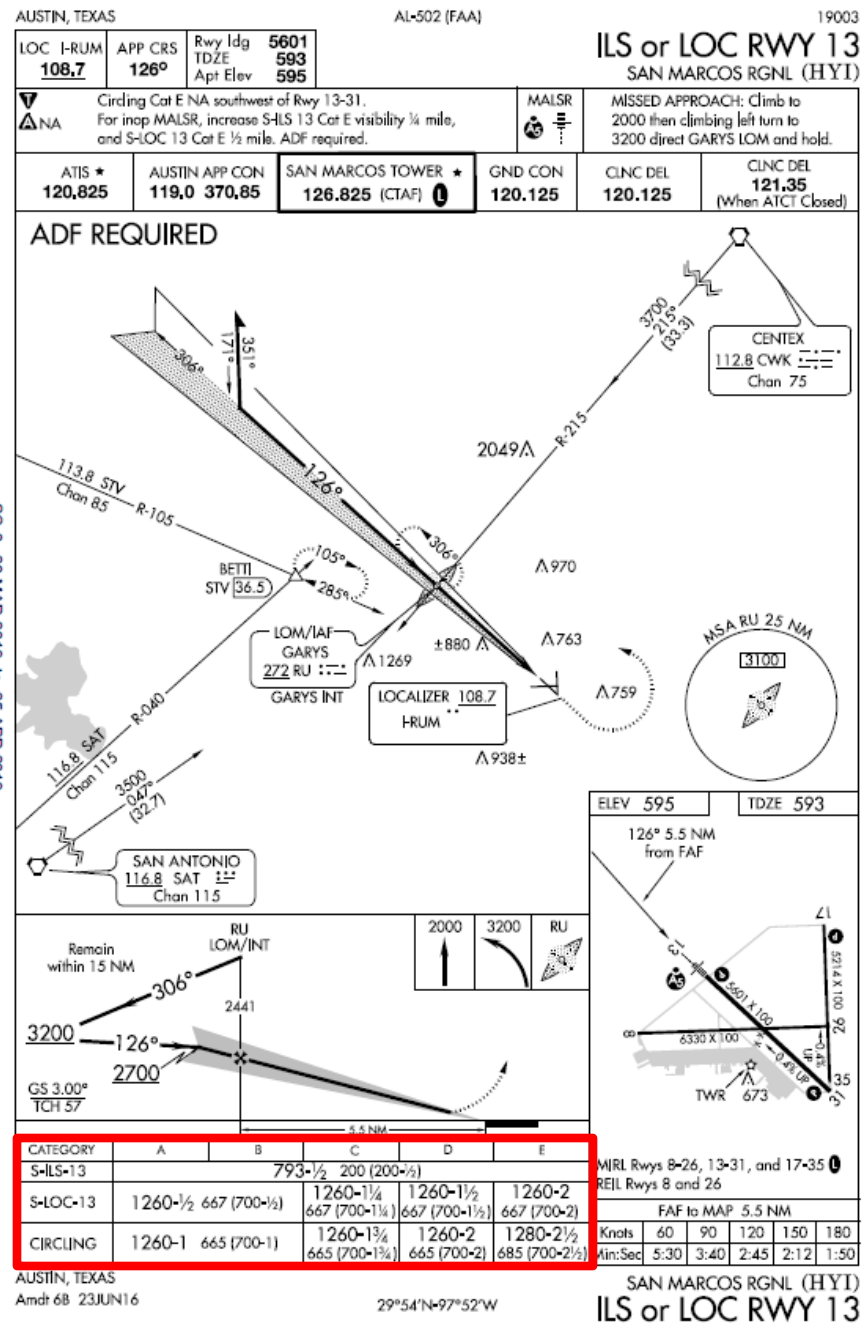 AUSTIN, TEXAS
AL-502 (FAA)
19003
LOC I-RUM
108.7
APP CRS
126°
Rwy ldg 5601
TDZE 593
Apt Elev 595
ILS or LOC RWY 13
SAN MARCOS RGNL (HYI)
T
A NA
Circling Cat E NA southwest of Rwy 13-31.
For inop MALSR, increase S-ILS 13 Cat E visibility ¼ mile,
and S-LOC 13 Cat E ½ mile. ADF required.
MALSR
A5
MISSED APPROACH: Climb to
2000 then climbing left turn to
3200 direct GARYS LOM and hold.
ATIS ★
120.825
AUSTIN APP CON
119.0 370.85
SAN MARCOS TOWER ★
126.825 (CTAF) L
GND CON
120.125
CLNC DEL
120.125
CLNC DEL
121.35
(When ATCT Closed)
ADF REQUIRED
3700
215°
(33.3)
CENTEX
112.8 CWK
Chan 75
R-215
306°
351°
171°
2049
126°
113.8 STV
Chan 85
R-105
BETTI
STV 36.5
105°
285°
306°
970
LOM/IAF
GARYS
272 RU
GARYS INT
1269
±880
763
LOCALIZER 108.7
I-RUM
759
938±
MSA RU 25 NM
3100
R-040
116.8 SAT
Chan 115
3500
047°
(32.7)
SAN ANTONIO
116.8 SAT
Chan 115
ELEV 595
TDZE 593
126° 5.5 NM
from FAF
17
P
13
A5
5601 X 100
5214 X 100
8
6330 X 100
26
0.4% UP
0.4%
UP
TWR
673
35
31
Remain
within 15 NM
RU
LOM/INT
306°
2441
3200
126°
2700
GS 3.00°
TCH 57
5.5 NM
2000
3200
RU
CATEGORY A B C D E
S-ILS-13 793-½ 200 (200-½)
S-LOC-13 1260-½ 667 (700-½) 1260-1¼ 667 (700-1¼) 1260-1½ 667 (700-1½) 1260-2 667 (700-2)
CIRCLING 1260-1 665 (700-1) 1260-1¾ 665 (700-1¾) 1260-2 665 (700-2) 1280-2½ 685 (700-2½)
MIRL Rwys 8-26, 13-31, and 17-35 L
REIL Rwys 8 and 26
FAF to MAP 5.5 NM
Knots 60 90 120 150 180
Min:Sec 5:30 3:40 2:45 2:12 1:50
AUSTIN, TEXAS
Amdt 6B 23JUN16
29°54'N-97°52'W
SAN MARCOS RGNL (HYI)
ILS or LOC RWY 13